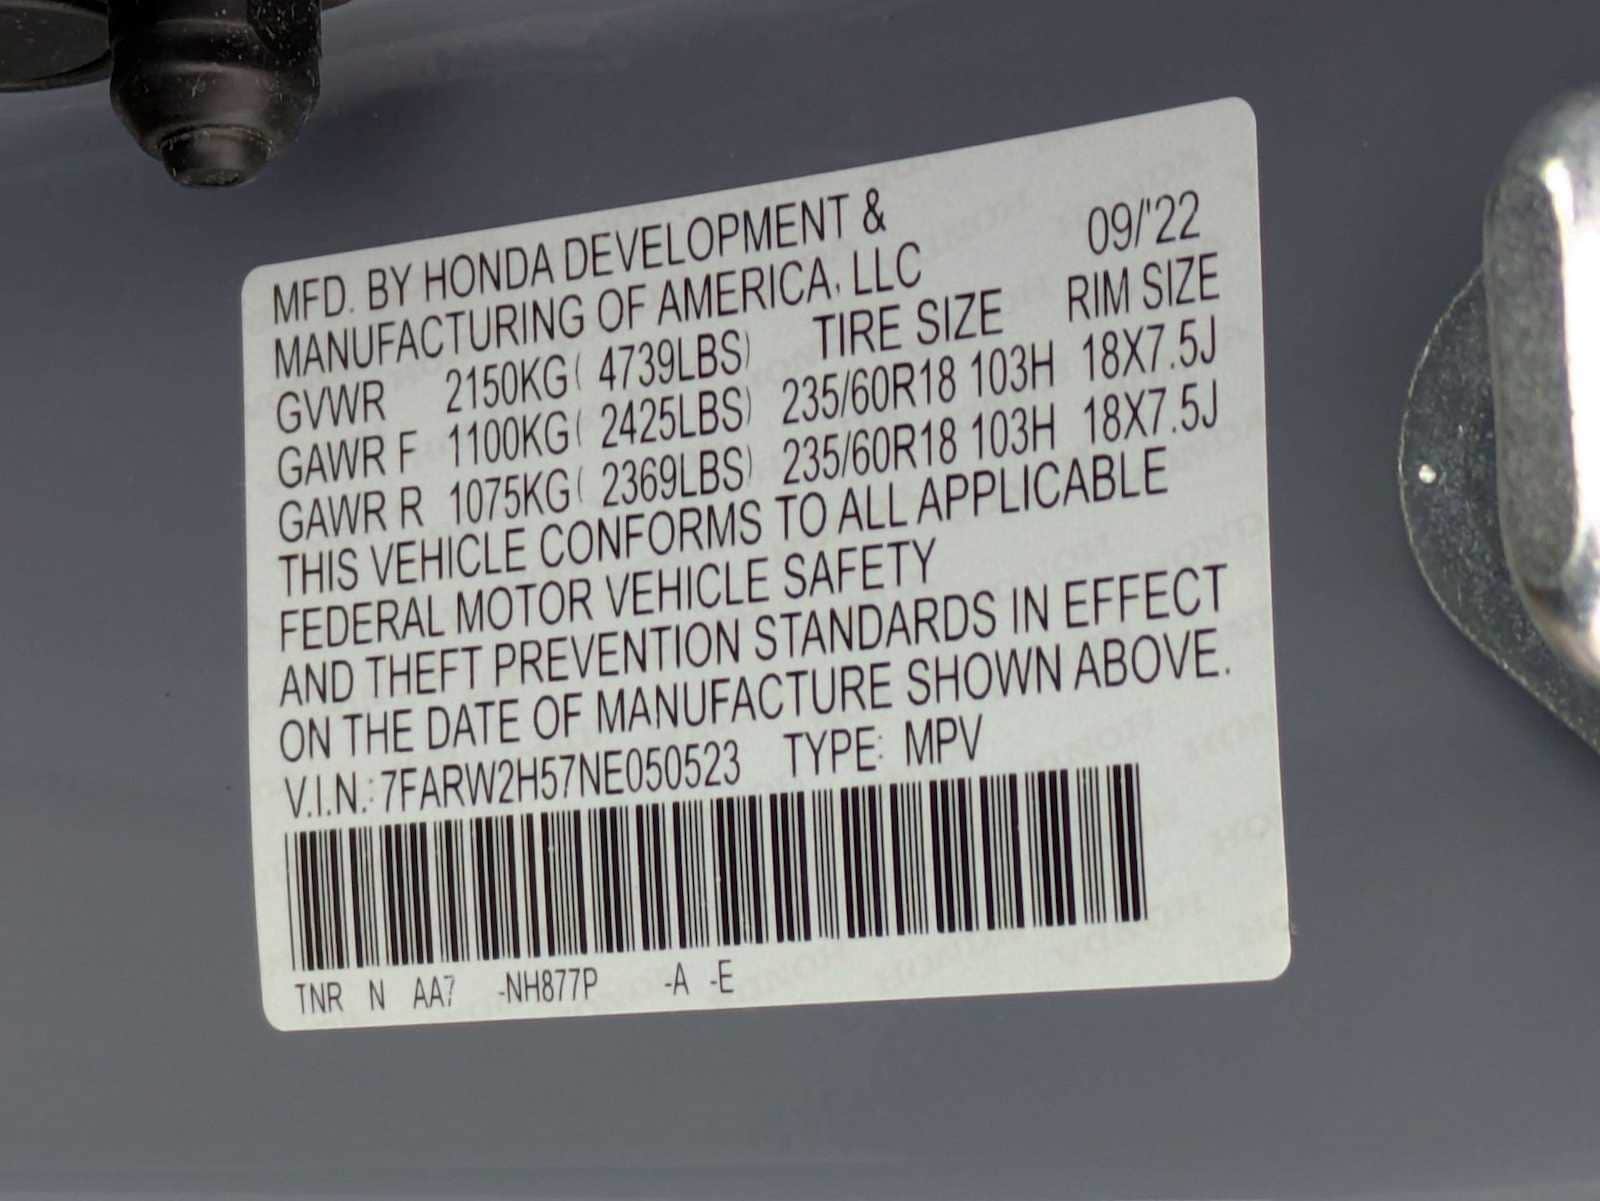 MFD. BY HONDA DEVELOPMENT &
MANUFACTURING OF AMERICA, LLC 09/'22
GVWR 2150KG( 4739LBS) TIRE SIZE RIM SIZE
GAWR F 1100KG( 2425LBS) 235/60R18 103H 18X7.5J
GAWR R 1075KG( 2369LBS) 235/60R18 103H 18X7.5J
THIS VEHICLE CONFORMS TO ALL APPLICABLE
FEDERAL MOTOR VEHICLE SAFETY
AND THEFT PREVENTION STANDARDS IN EFFECT
ON THE DATE OF MANUFACTURE SHOWN ABOVE.
V.I.N.: 7FARW2H57NE050523 TYPE: MPV
TNR N AA7 -NH877P -A -E